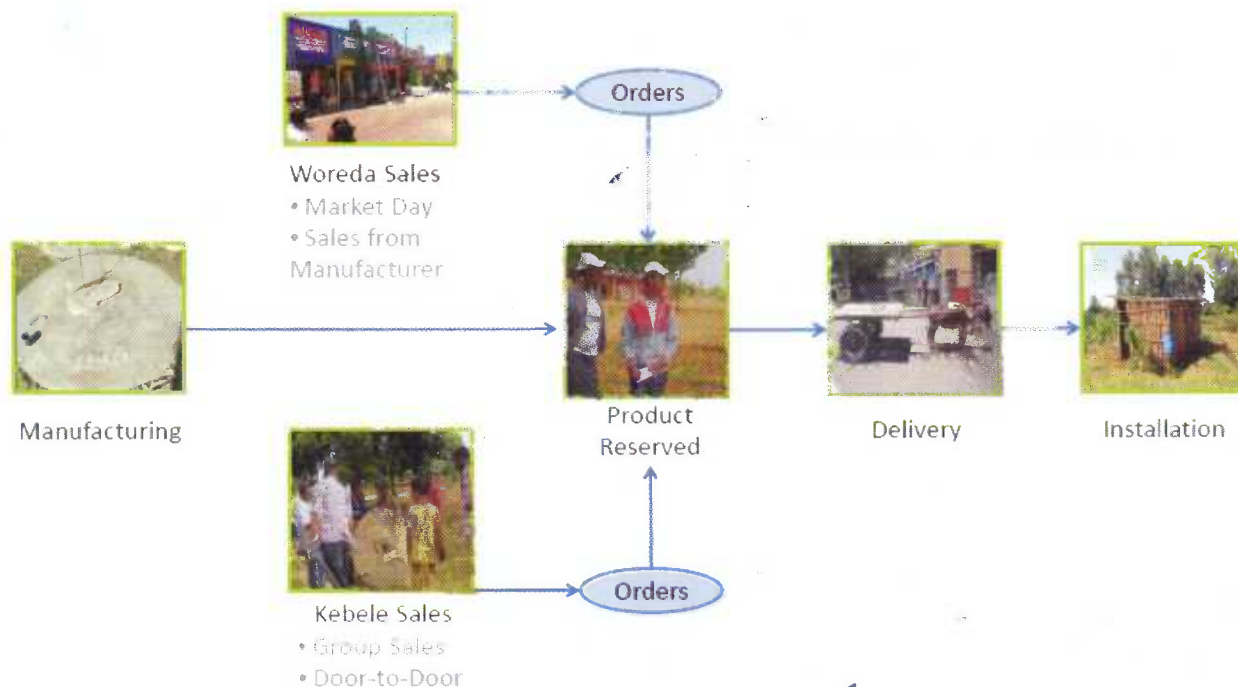 Orders
Woreda Sales
• Market Day
• Sales from
Manufacturer
Manufacturing
Product
Reserved
Delivery
Installation
Orders
Kebele Sales
• Group Sales
• Door-to-Door